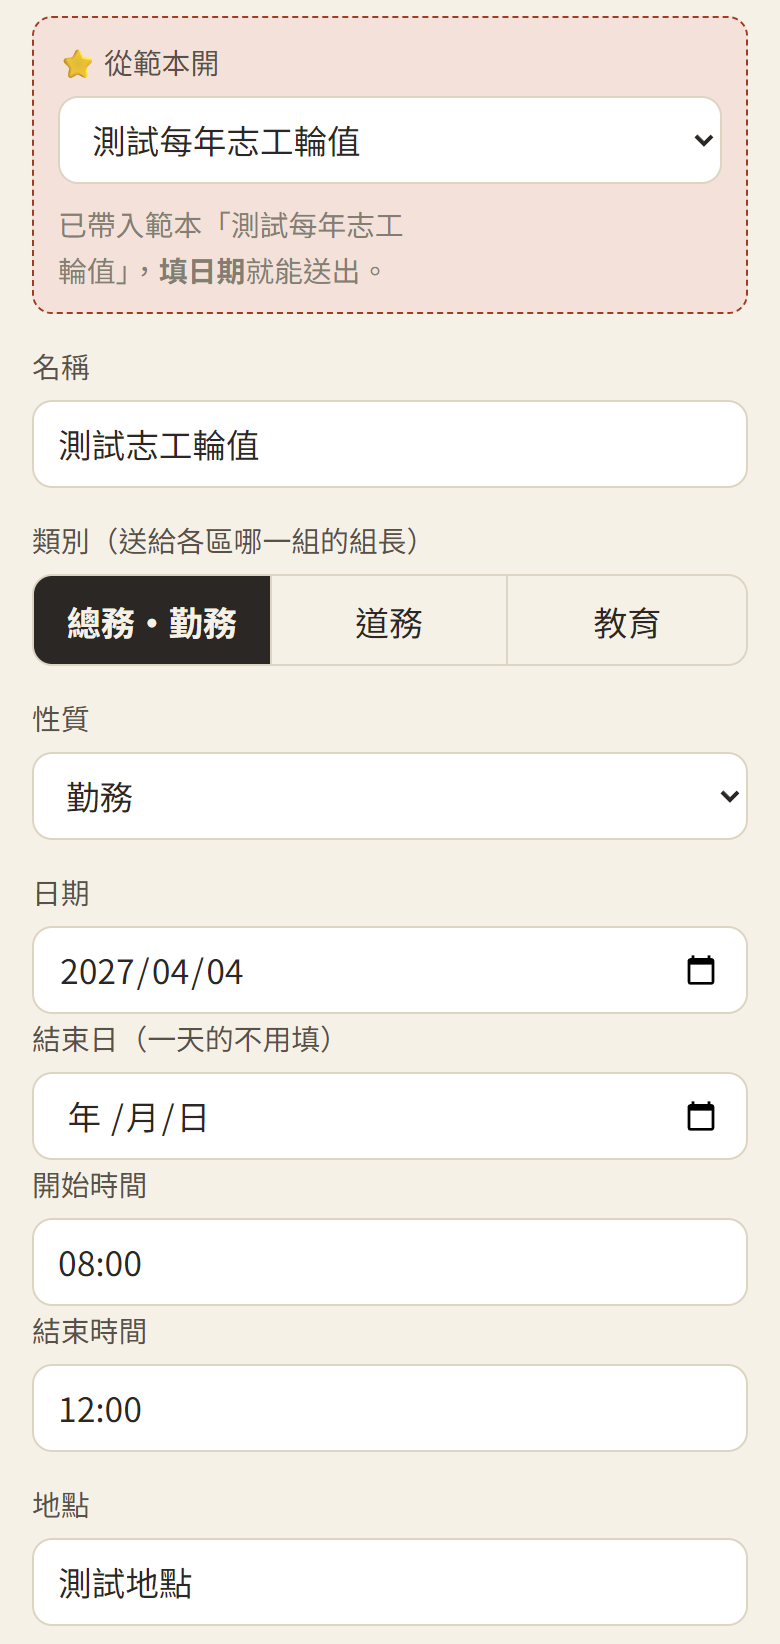 ⭐ 從範本開
測試每年志工輪值
已帶入範本「測試每年志工
輪值」，填日期就能送出。
名稱
測試志工輪值
類別（送給各區哪一組的組長）
總務・勤務
道務
教育
性質
勤務
日期
2027/04/04
結束日（一天的不用填）
年 /月/日
開始時間
08:00
結束時間
12:00
地點
測試地點